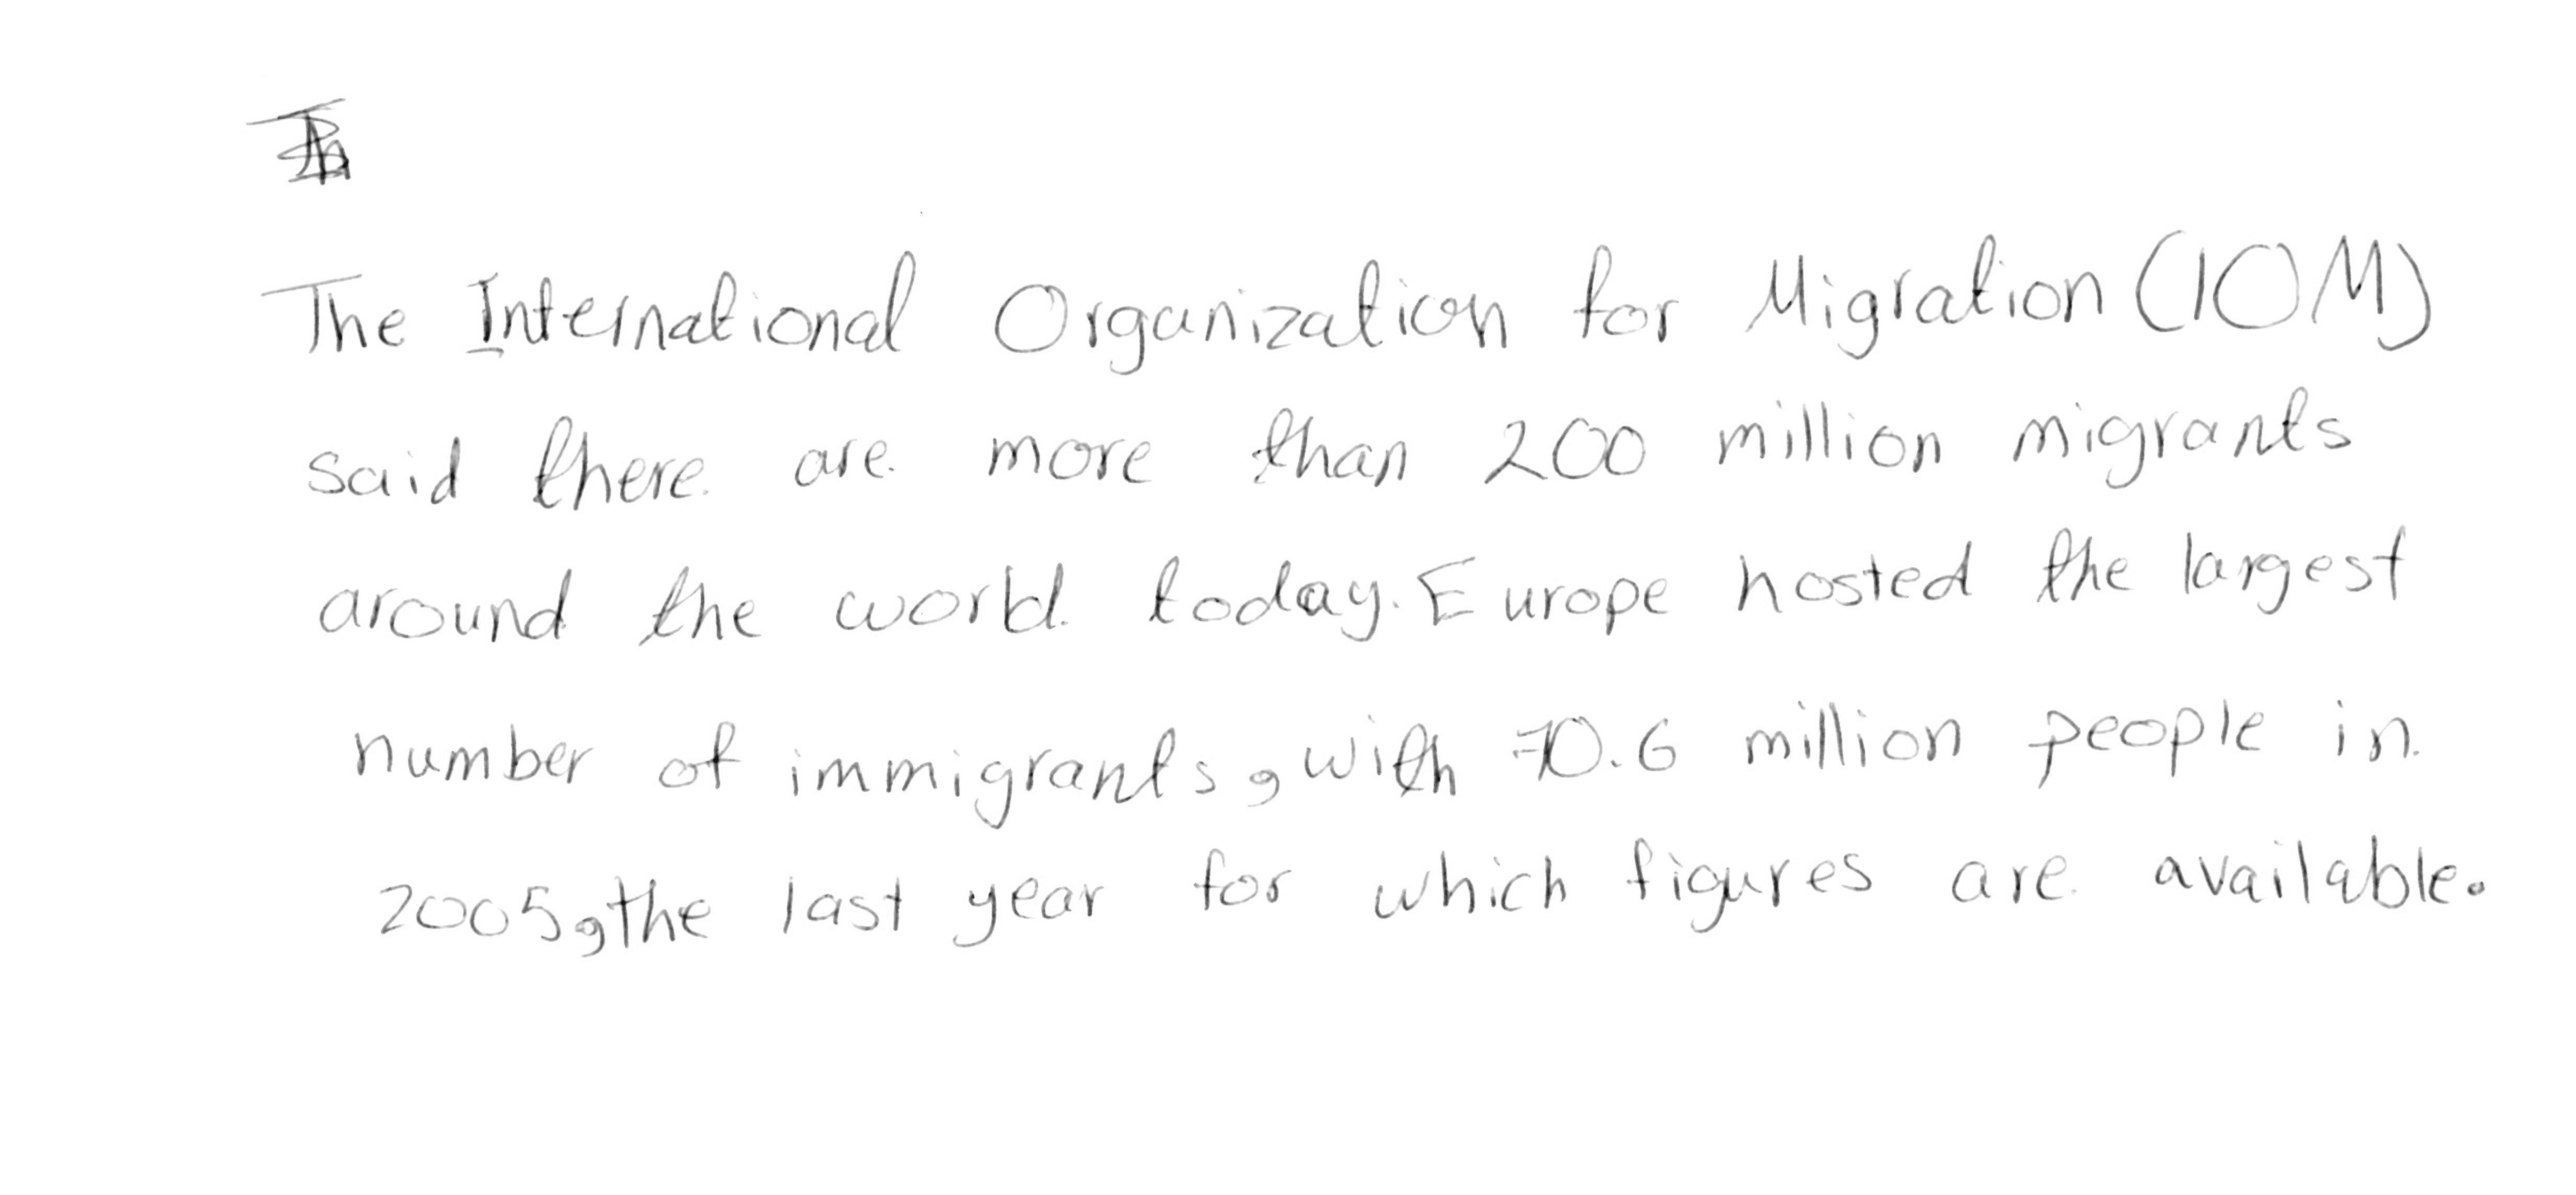 The International Organization for Migration (IOM)
said there are more than 200 million migrants
around the world today. Europe hosted the largest
number of immigrants, with 70.6 million people in
2005, the last year for which figures are available.